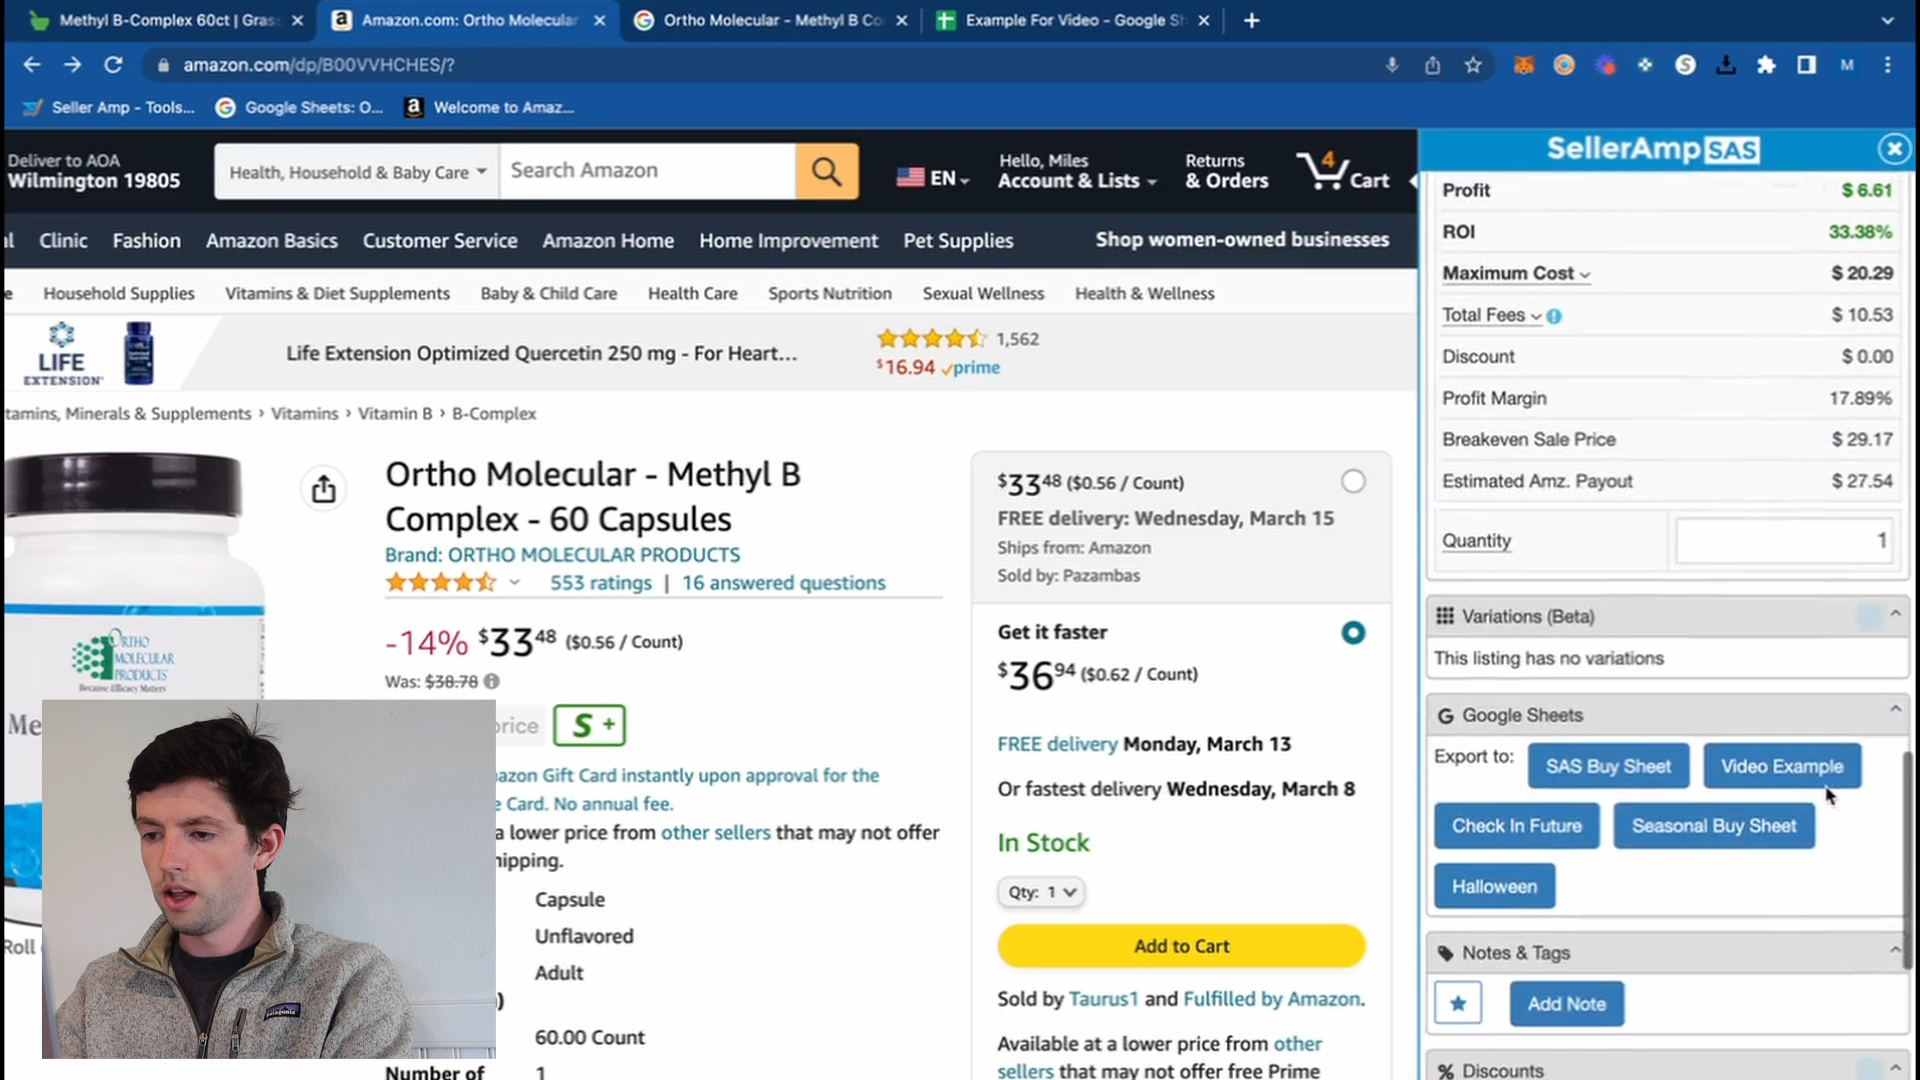 Methyl B-Complex 60ct | Gras
Amazon.com: Ortho Molecular
Ortho Molecular - Methyl B Co
Example For Video - Google Sh
amazon.com/dp/B00VVHCHES/?
M
Seller Amp - Tools...
Google Sheets: O...
Welcome to Amaz...
Deliver to AOA
Wilmington 19805
Health, Household & Baby Care
Search Amazon
EN
Hello, Miles
Account & Lists
Returns
& Orders
4
Cart
al
Clinic
Fashion
Amazon Basics
Customer Service
Amazon Home
Home Improvement
Pet Supplies
Shop women-owned businesses
e
Household Supplies
Vitamins & Diet Supplements
Baby & Child Care
Health Care
Sports Nutrition
Sexual Wellness
Health & Wellness
LIFE
EXTENSION
Life Extension Optimized Quercetin 250 mg - For Heart...
1,562
$16.94 prime
tamins, Minerals & Supplements › Vitamins › Vitamin B › B-Complex
ORTHO
MOLECULAR
PRODUCTS
Because Efficacy Matters
Me
Roll
Ortho Molecular - Methyl B
Complex - 60 Capsules
Brand: ORTHO MOLECULAR PRODUCTS
553 ratings | 16 answered questions
-14% $33 48 ($0.56 / Count)
Was: $38.78
price
S +
azon Gift Card instantly upon approval for the
e Card. No annual fee.
a lower price from other sellers that may not offer
hipping.
Capsule
Unflavored
Adult
)
60.00 Count
Number of
1
patagonia
$33 48 ($0.56 / Count)
FREE delivery: Wednesday, March 15
Ships from: Amazon
Sold by: Pazambas
Get it faster
$36 94 ($0.62 / Count)
FREE delivery Monday, March 13
Or fastest delivery Wednesday, March 8
In Stock
Qty: 1
Add to Cart
Sold by Taurus1 and Fulfilled by Amazon.
Available at a lower price from other
sellers that may not offer free Prime
SellerAmp SAS
Profit $ 6.61
ROI 33.38%
Maximum Cost $ 20.29
Total Fees $ 10.53
Discount $ 0.00
Profit Margin 17.89%
Breakeven Sale Price $ 29.17
Estimated Amz. Payout $ 27.54
Quantity 1
Variations (Beta)
This listing has no variations
Google Sheets
Export to:
SAS Buy Sheet
Video Example
Check In Future
Seasonal Buy Sheet
Halloween
Notes & Tags
Add Note
Discounts